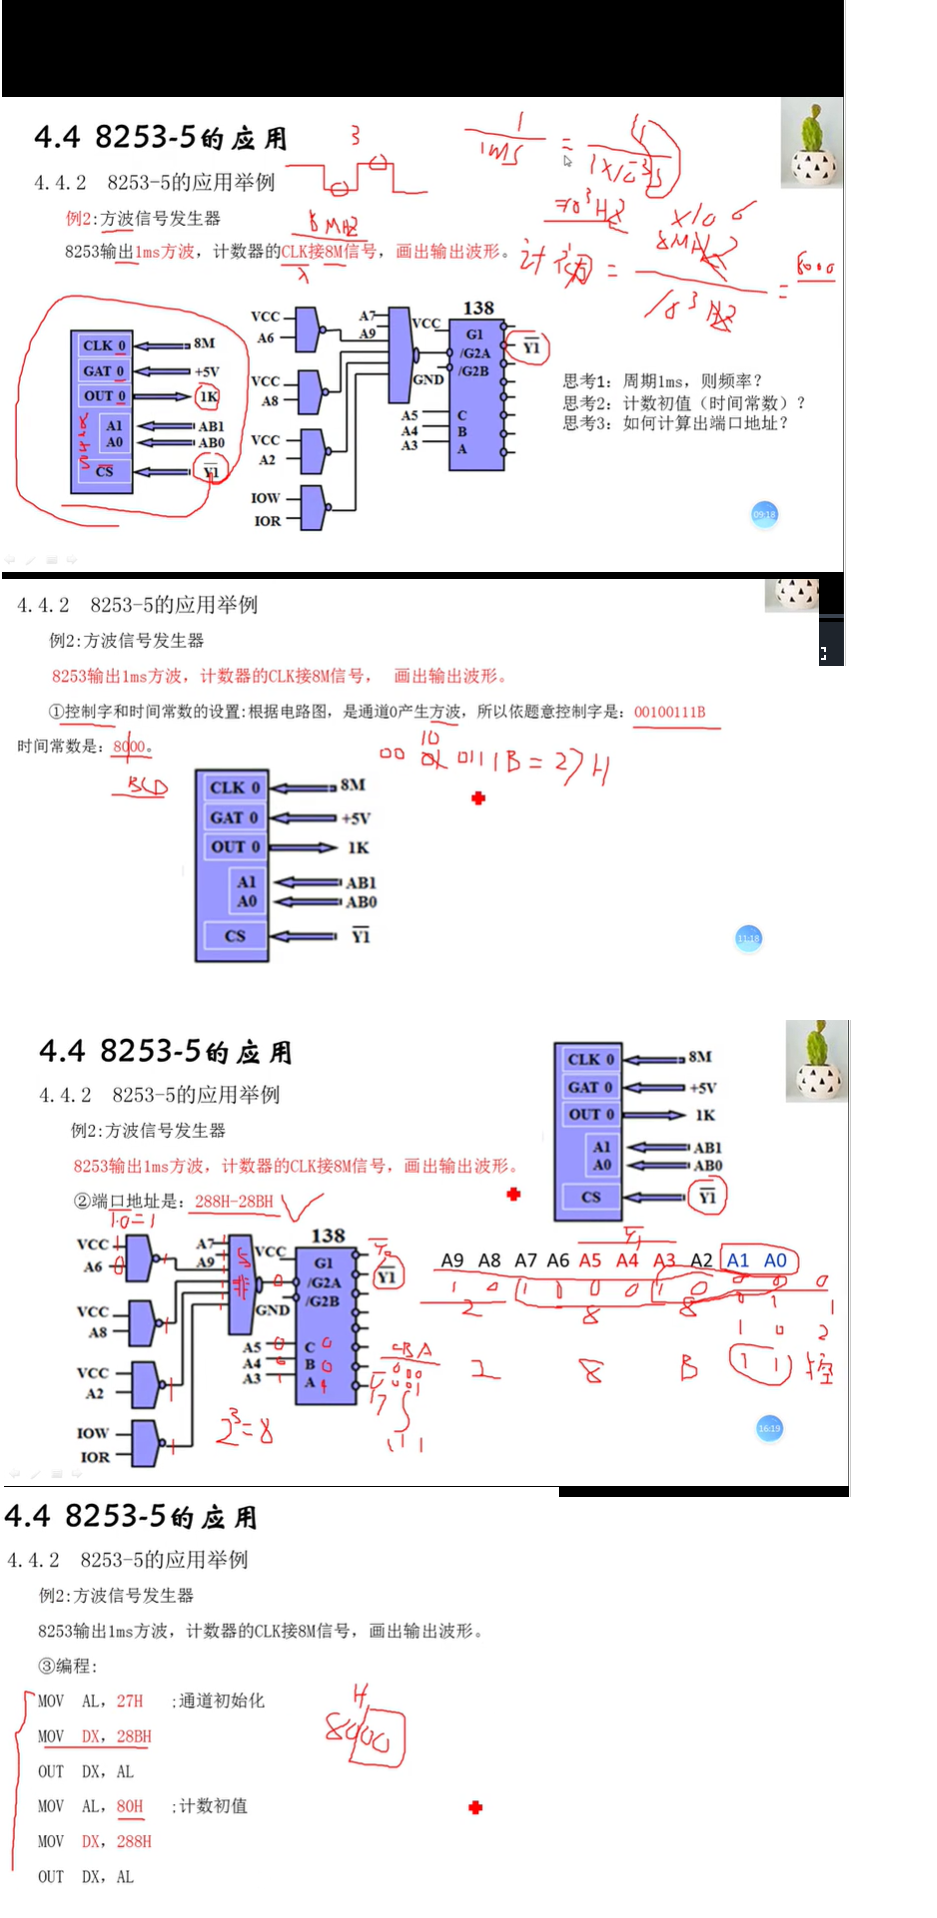 4.4 8253-5的应用
4.4.2 8253-5的应用举例
例2:方波信号发生器
8253输出1ms方波，计数器的CLK接8M信号，画出输出波形。
3
1
1ms
=
1
1×10⁻³S
=10³Hz
8MHz
λ
×10⁶
8MHz
10³Hz
=
8000
CLK 0
8M
GAT 0
+5V
OUT 0
1K
A1
AB1
A0
AB0
CS
Y1
VCC
A6
VCC
A8
VCC
A2
IOW
IOR
A7
A9
VCC
GND
A5
A4
A3
138
G1
/G2A
/G2B
C
B
A
Y1
思考1：周期1ms，则频率？
思考2：计数初值（时间常数）？
思考3：如何计算出端口地址？
09:18
4.4.2 8253-5的应用举例
例2:方波信号发生器
8253输出1ms方波，计数器的CLK接8M信号， 画出输出波形。
①控制字和时间常数的设置:根据电路图，是通道0产生方波，所以依题意控制字是：00100111B
时间常数是：8000。
BCD
10
00
0111B=27H
CLK 0
8M
GAT 0
+5V
OUT 0
1K
A1
AB1
A0
AB0
CS
Y1
11:18
4.4 8253-5的应用
4.4.2 8253-5的应用举例
例2:方波信号发生器
8253输出1ms方波，计数器的CLK接8M信号，画出输出波形。
②端口地址是：288H-28BH
1·0=1
CLK 0
8M
GAT 0
+5V
OUT 0
1K
A1
AB1
A0
AB0
CS
Y1
VCC 1
A6 0
VCC
A8
VCC
A2
IOW
IOR
A7
A9
VCC
GND
A5 0
A4 0
A3 1
138
G1
/G2A
/G2B
C 0
B 0
A 1
Y0
Y1
Y7
2³=8
CBA
000
001
111
Y1
A9 A8 A7 A6 A5 A4 A3 A2 A1 A0
1 0 1 0 0 0 1 0 0 0 0
2 8 8 0 1 1
1 0 2
2 8 B 1 1 控
16:19
4.4 8253-5的应用
4.4.2 8253-5的应用举例
例2:方波信号发生器
8253输出1ms方波，计数器的CLK接8M信号，画出输出波形。
③编程:
MOV AL，27H ;通道初始化
MOV DX，28BH
OUT DX，AL
MOV AL，80H ;计数初值
MOV DX，288H
OUT DX，AL
H
8000